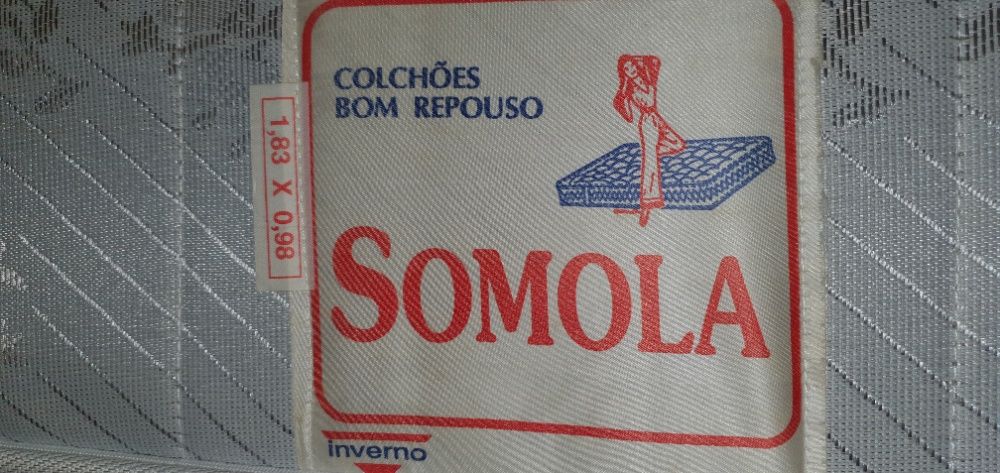 COLCHÕES
BOM REPOUSO
1,83 X 0,98
SOMOLA
inverno